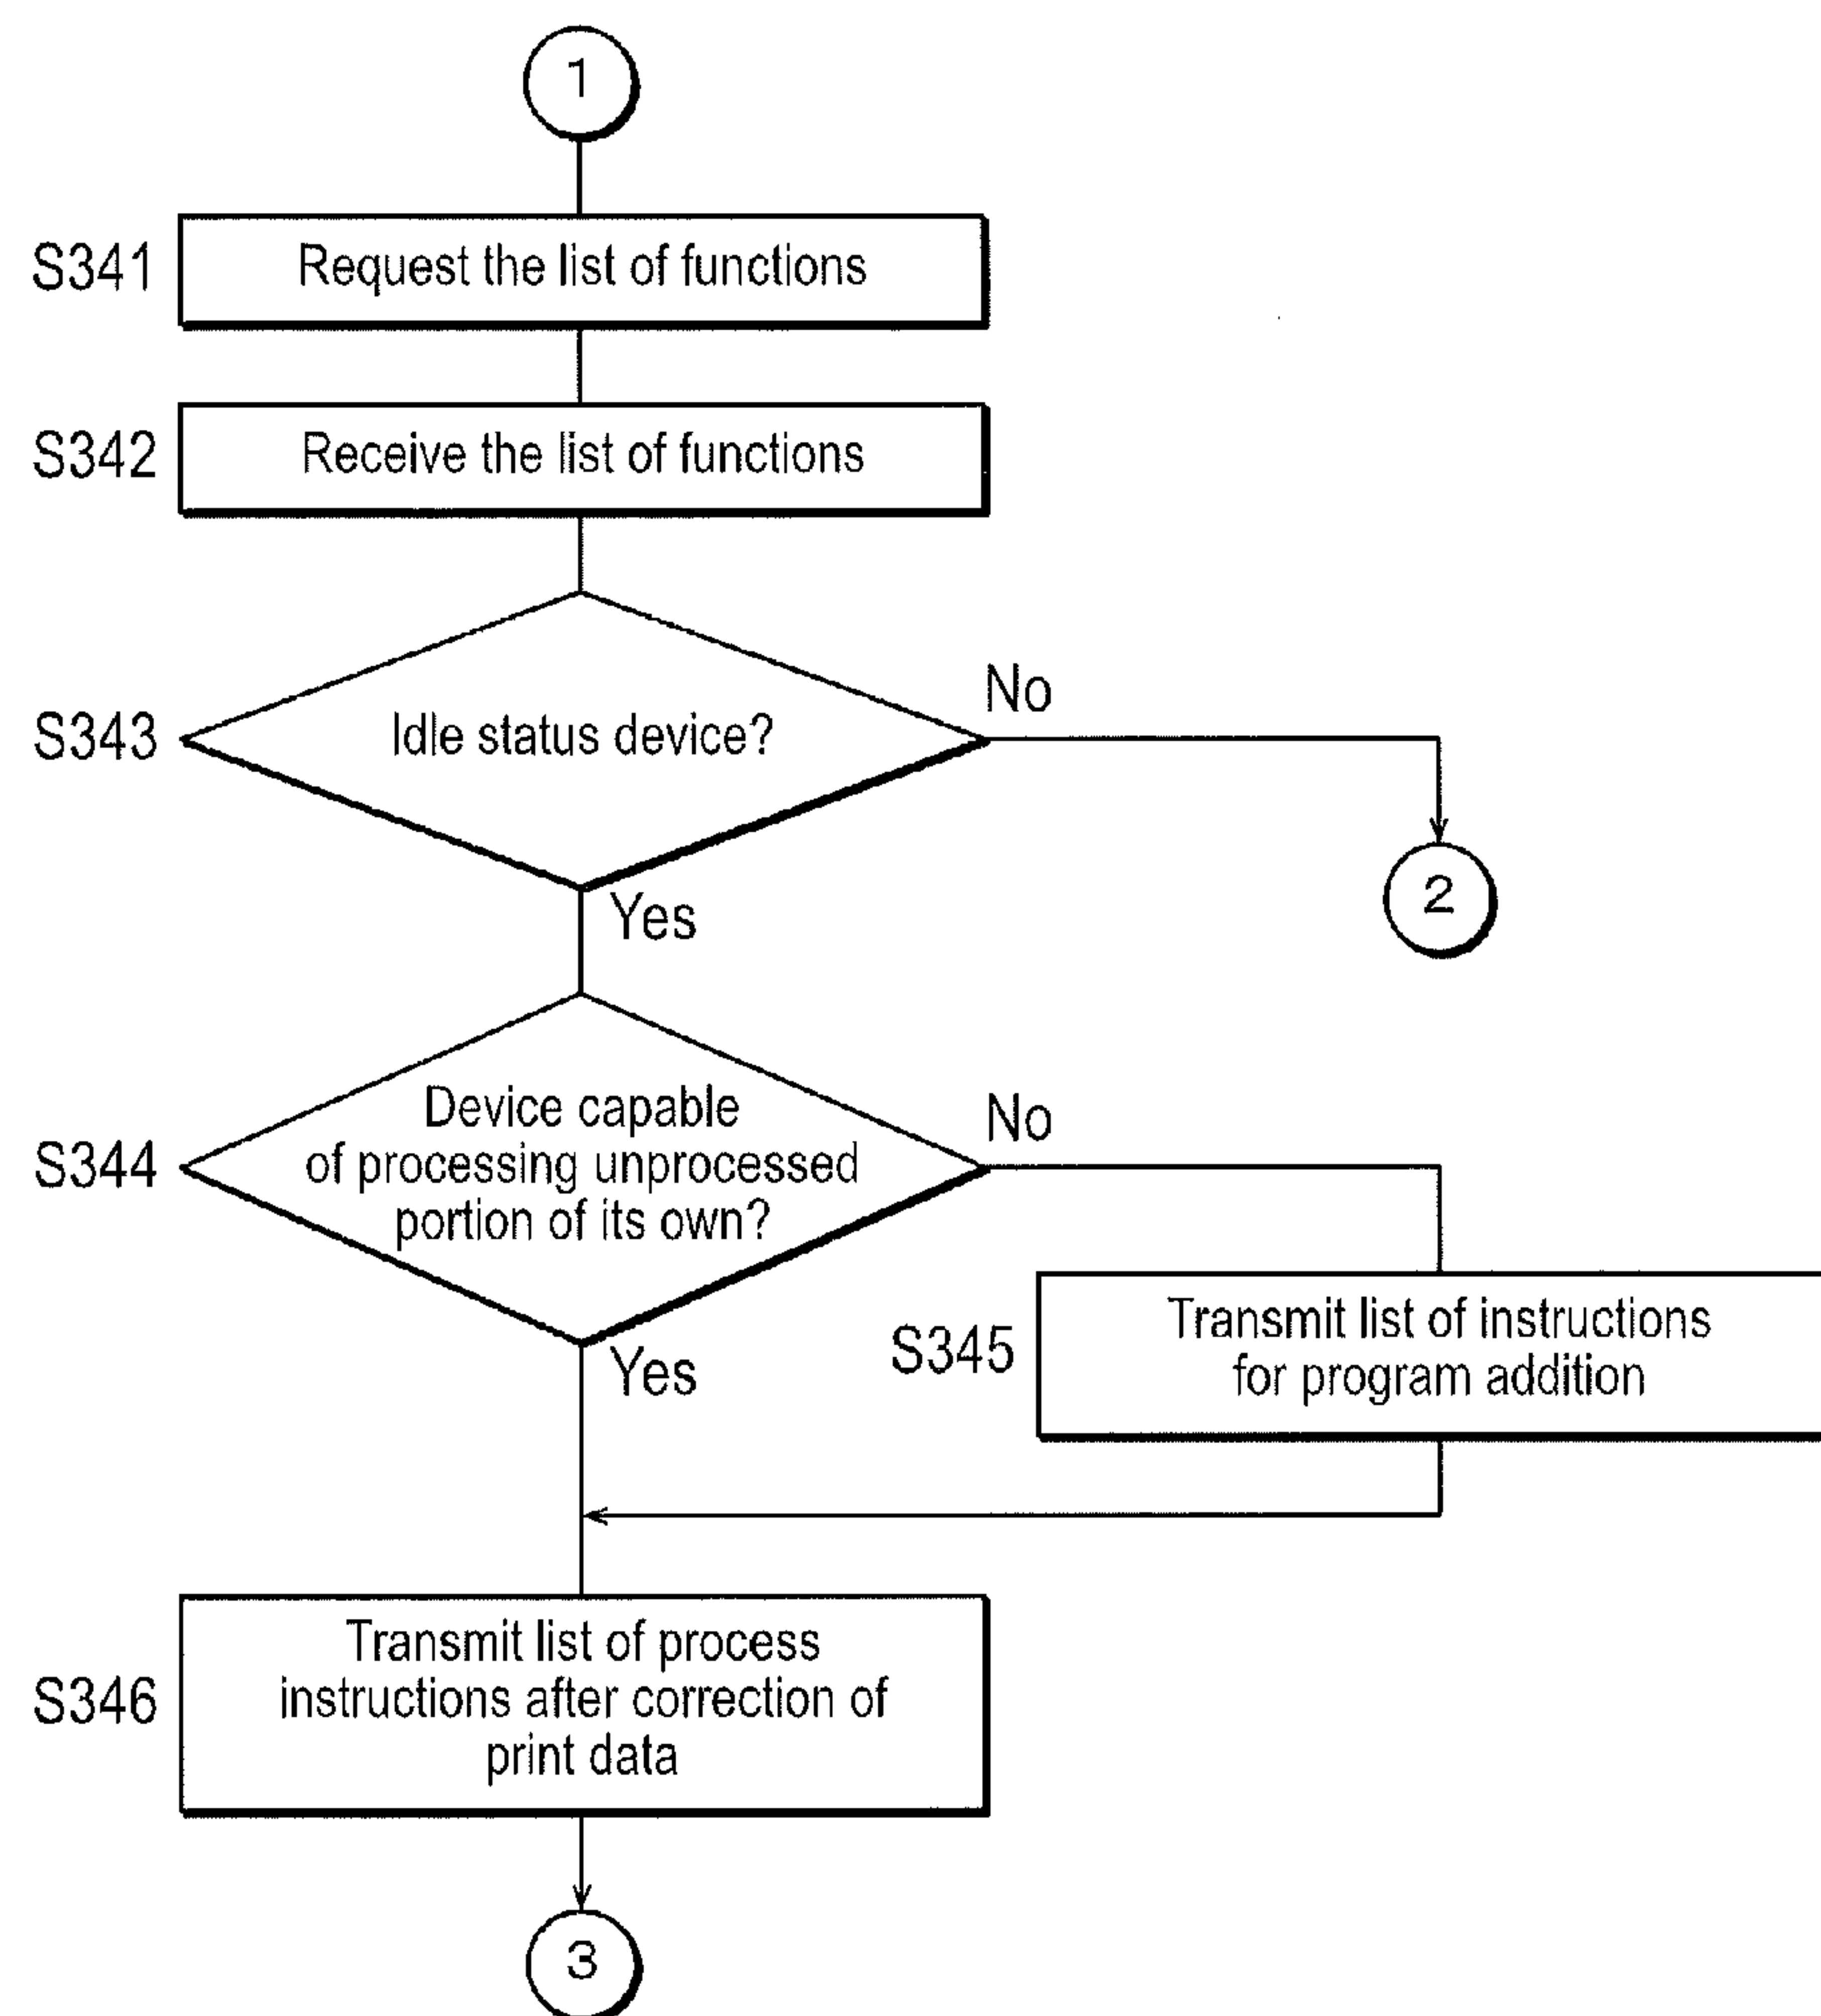 1
S341
Request the list of functions
S342
Receive the list of functions
S343
Idle status device?
No
2
Yes
S344
Device capable
of processing unprocessed
portion of its own?
No
S345
Transmit list of instructions
for program addition
Yes
S346
Transmit list of process
instructions after correction of
print data
3